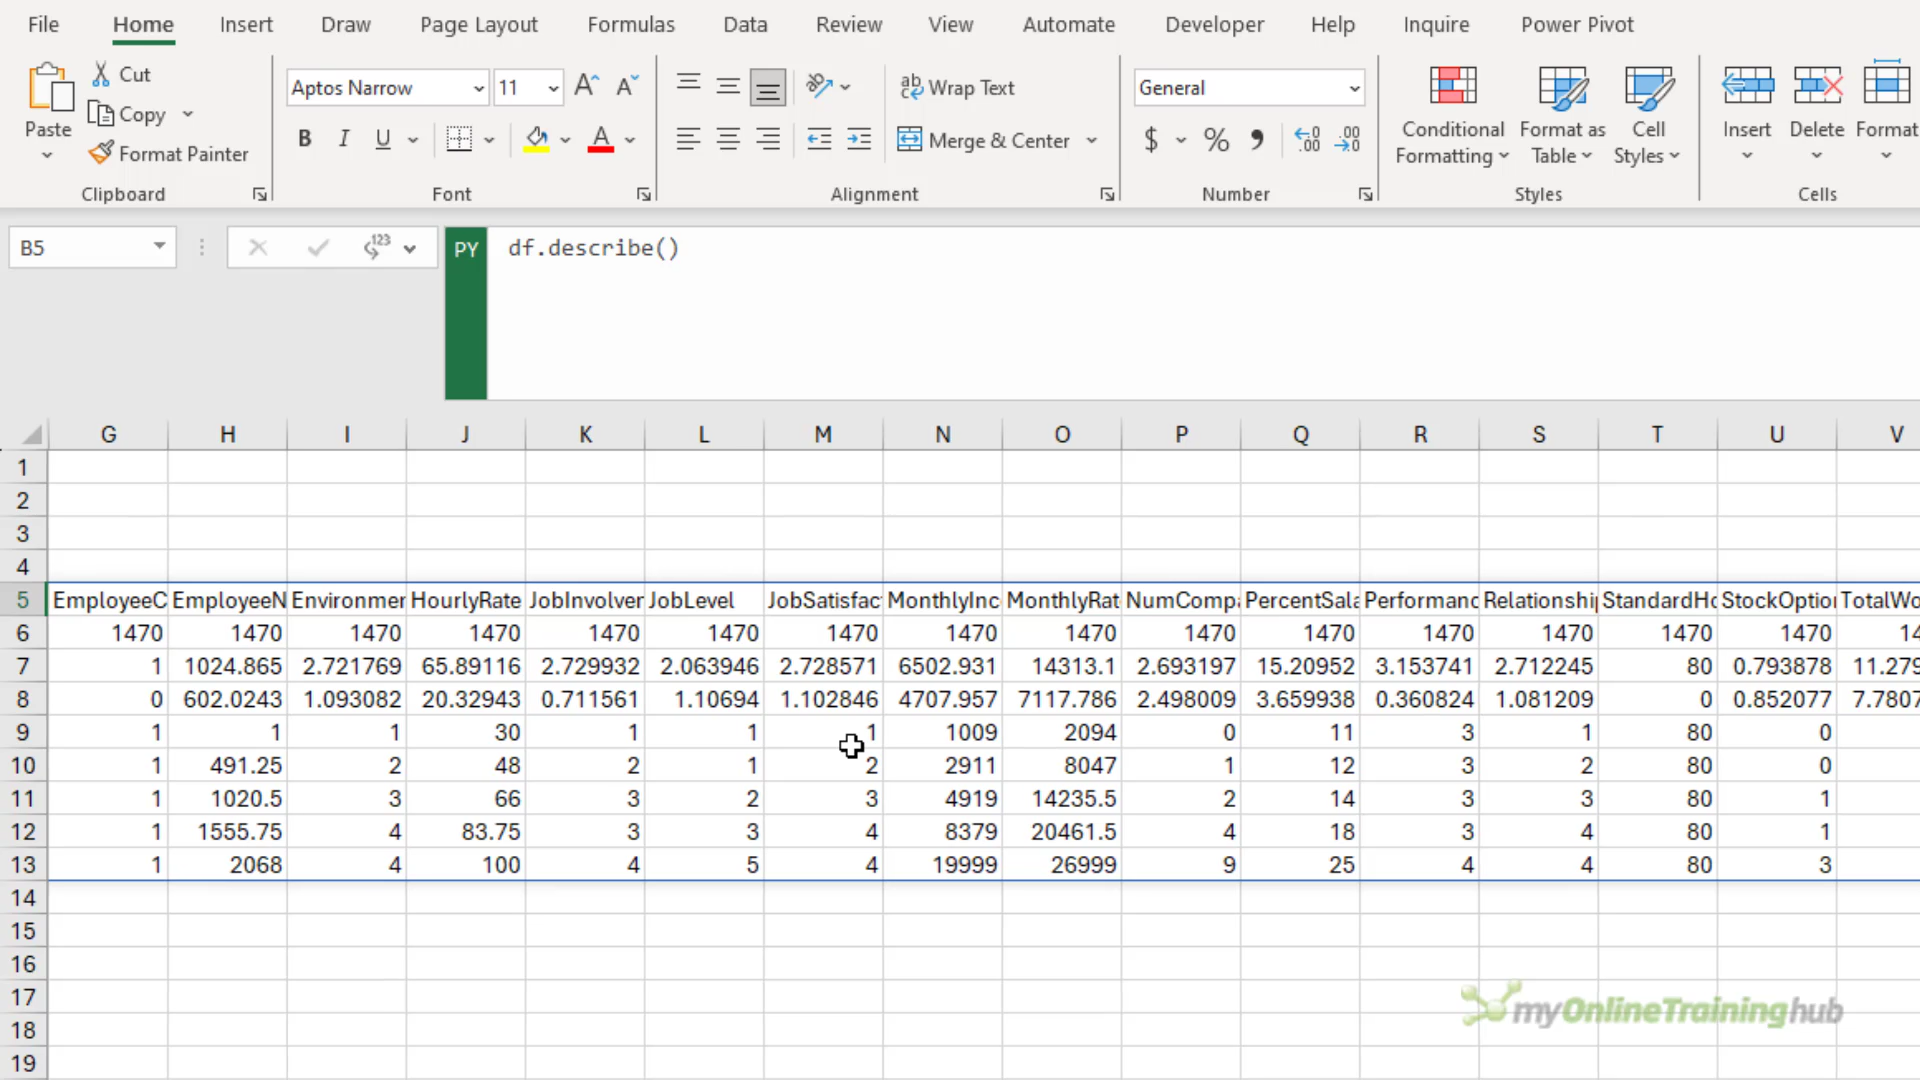 File Home Insert Draw Page Layout Formulas Data Review View Automate Developer Help Inquire Power Pivot
Paste
Cut
Copy
Format Painter
Clipboard
Aptos Narrow 11
B I U A
Font
Wrap Text
Merge & Center
Alignment
General
$ % 9
Number
Conditional
Formatting
Format as
Table
Cell
Styles
Styles
Insert Delete Format
Cells
B5 PY df.describe()
G H I J K L M N O P Q R S T U V
1
2
3
4
5 EmployeeC EmployeeN Environmer HourlyRate JobInvolver JobLevel JobSatisfac MonthlyInc MonthlyRat NumComp PercentSala Performanc Relationshi StandardHo StockOption TotalWo
6 1470 1470 1470 1470 1470 1470 1470 1470 1470 1470 1470 1470 1470 1470 1470 14
7 1 1024.865 2.721769 65.89116 2.729932 2.063946 2.728571 6502.931 14313.1 2.693197 15.20952 3.153741 2.712245 80 0.793878 11.279
8 0 602.0243 1.093082 20.32943 0.711561 1.10694 1.102846 4707.957 7117.786 2.498009 3.659938 0.360824 1.081209 0 0.852077 7.7807
9 1 1 1 30 1 1 1 1009 2094 0 11 3 1 80 0
10 1 491.25 2 48 2 1 2 2911 8047 1 12 3 2 80 0
11 1 1020.5 3 66 3 2 3 4919 14235.5 2 14 3 3 80 1
12 1 1555.75 4 83.75 3 3 4 8379 20461.5 4 18 3 4 80 1
13 1 2068 4 100 4 5 4 19999 26999 9 25 4 4 80 3
14
15
16
17
18
19
myOnlineTraininghub